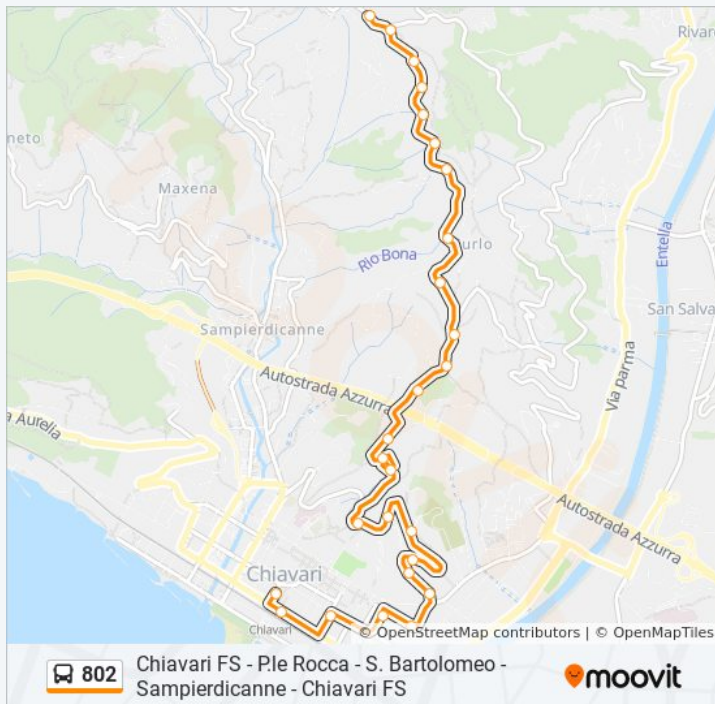 Rivaro
neto
Maxena
Entella
urlo
Rio Bona
San Salva
Sampierdicanne
Via parma
Autostrada Azzurra
a Aurelia
Autostrada Azzurra
Chiavari
Chiavari
© OpenStreetMap contributors | © OpenMapTiles
802
Chiavari FS - P.le Rocca - S. Bartolomeo -
Sampierdicanne - Chiavari FS
moovit